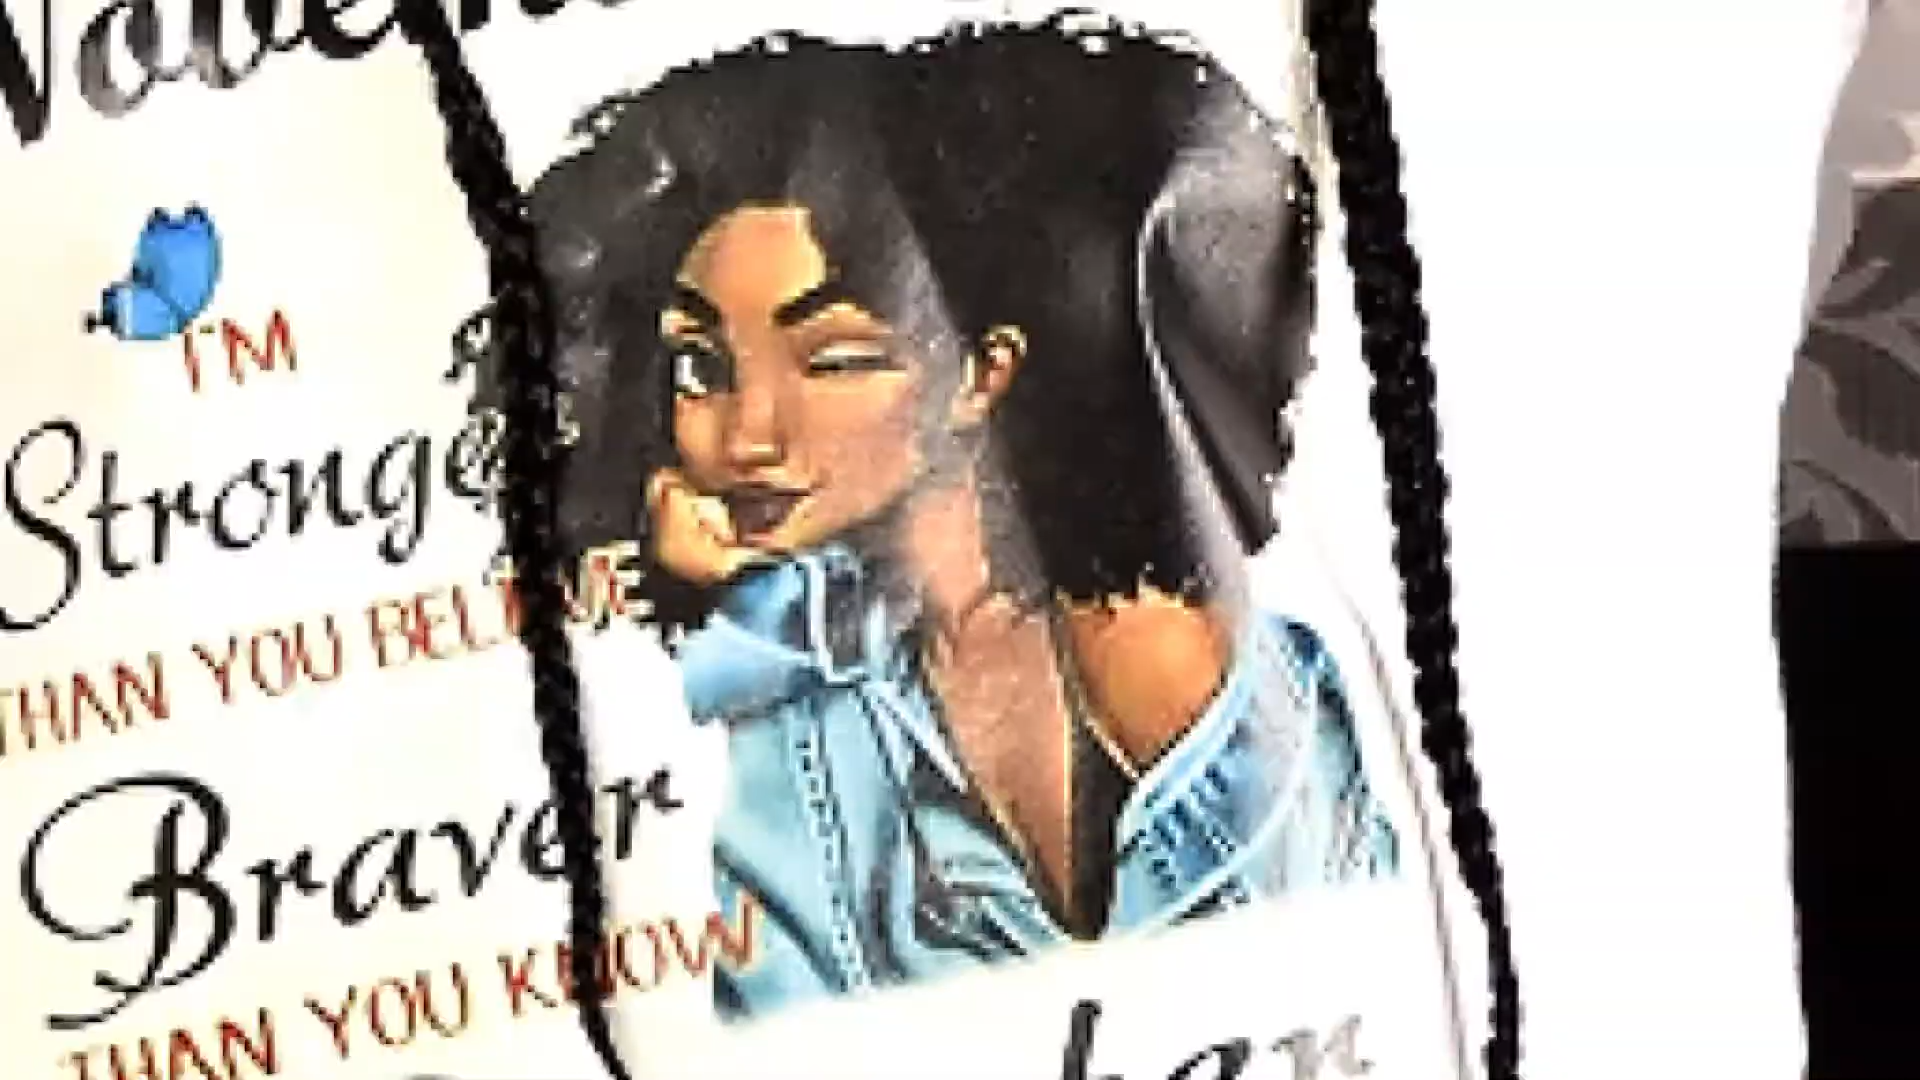 I'M
Stronger
THAN YOU BELIEVE
Braver
THAN YOU KNOW